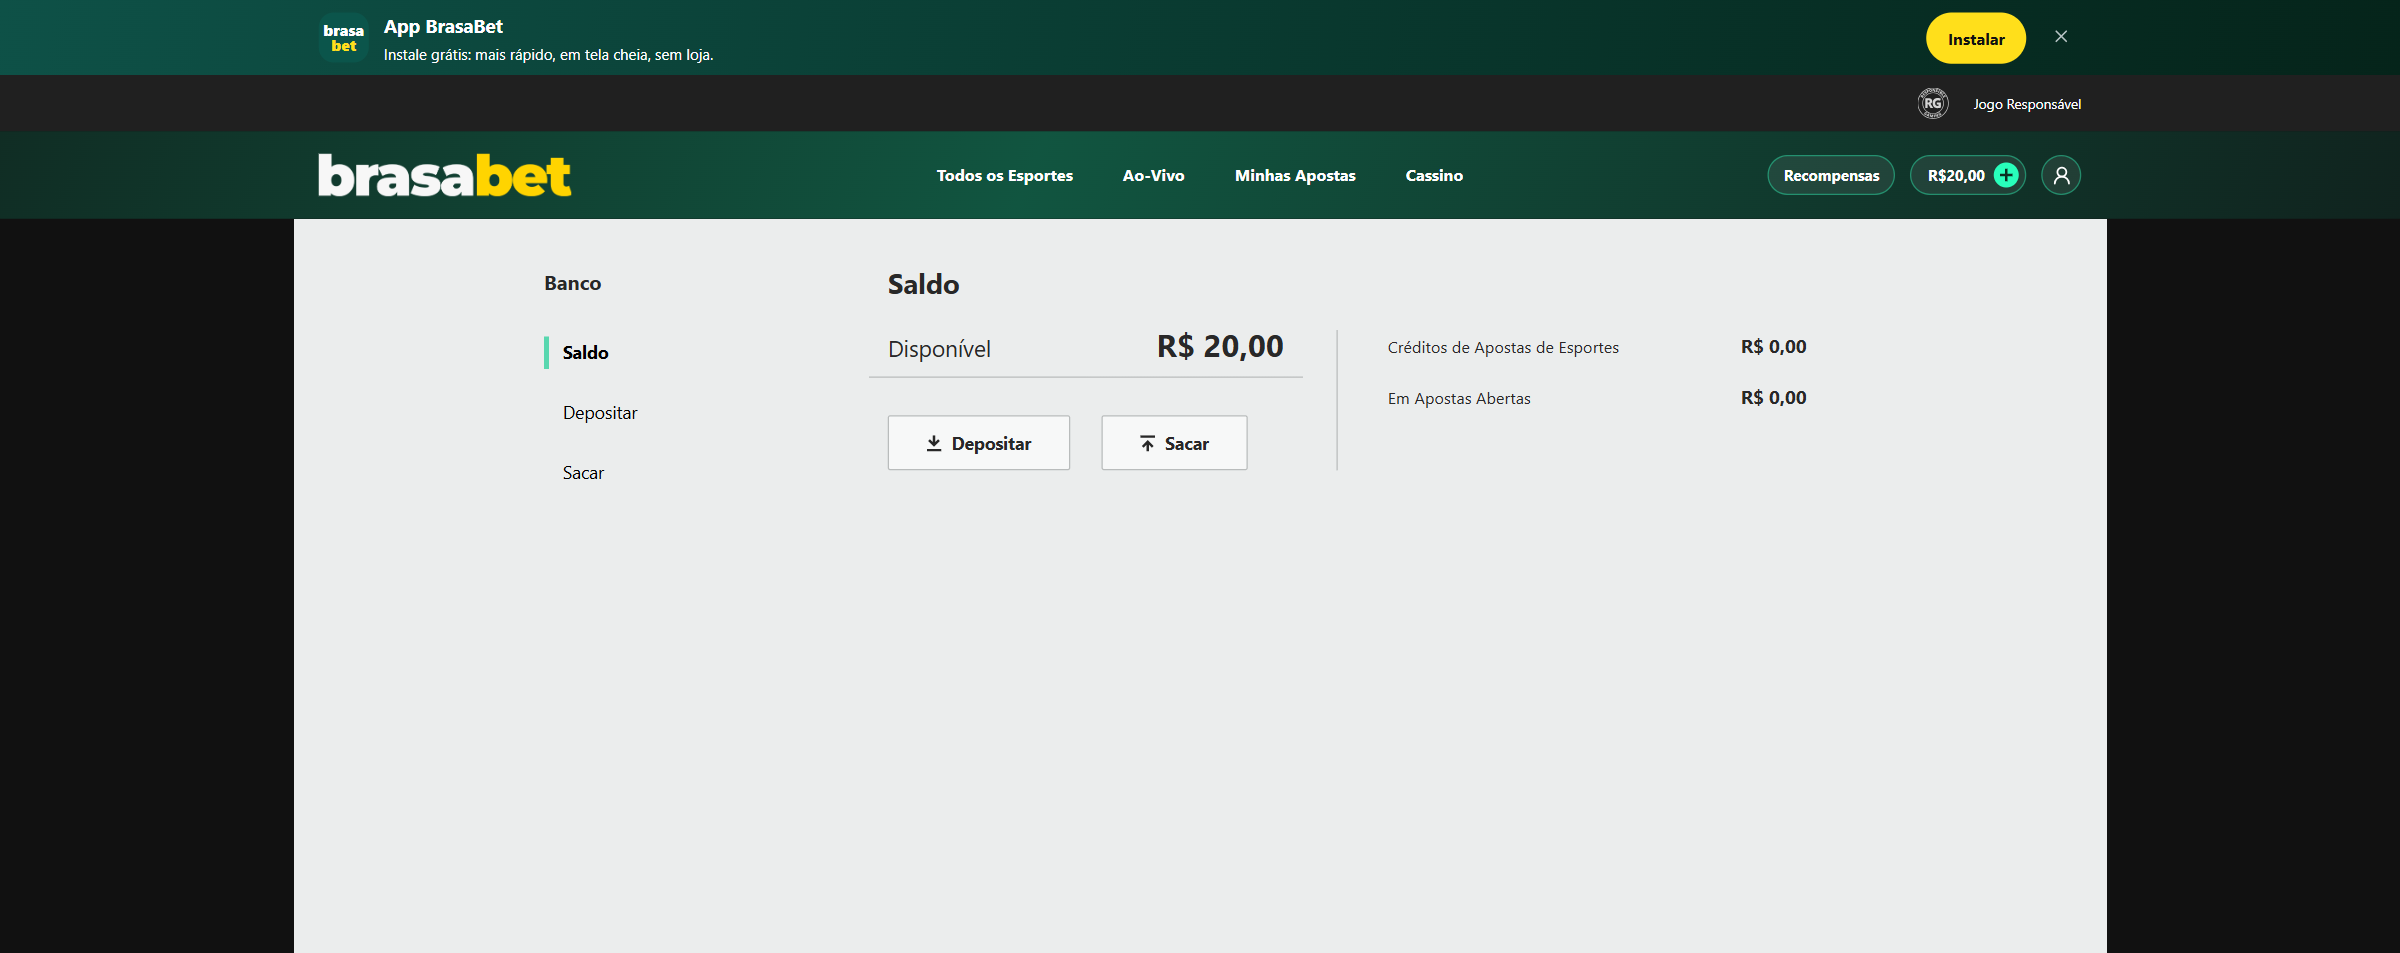 brasa
bet
App BrasaBet
Instale grátis: mais rápido, em tela cheia, sem loja.
Instalar
RESPONSIBLE
RG
GAMING
Jogo Responsável
brasabet
Todos os Esportes
Ao-Vivo
Minhas Apostas
Cassino
Recompensas
R$20,00
Banco
Saldo
Depositar
Sacar
Saldo
Disponível
R$ 20,00
Depositar
Sacar
Créditos de Apostas de Esportes
R$ 0,00
Em Apostas Abertas
R$ 0,00